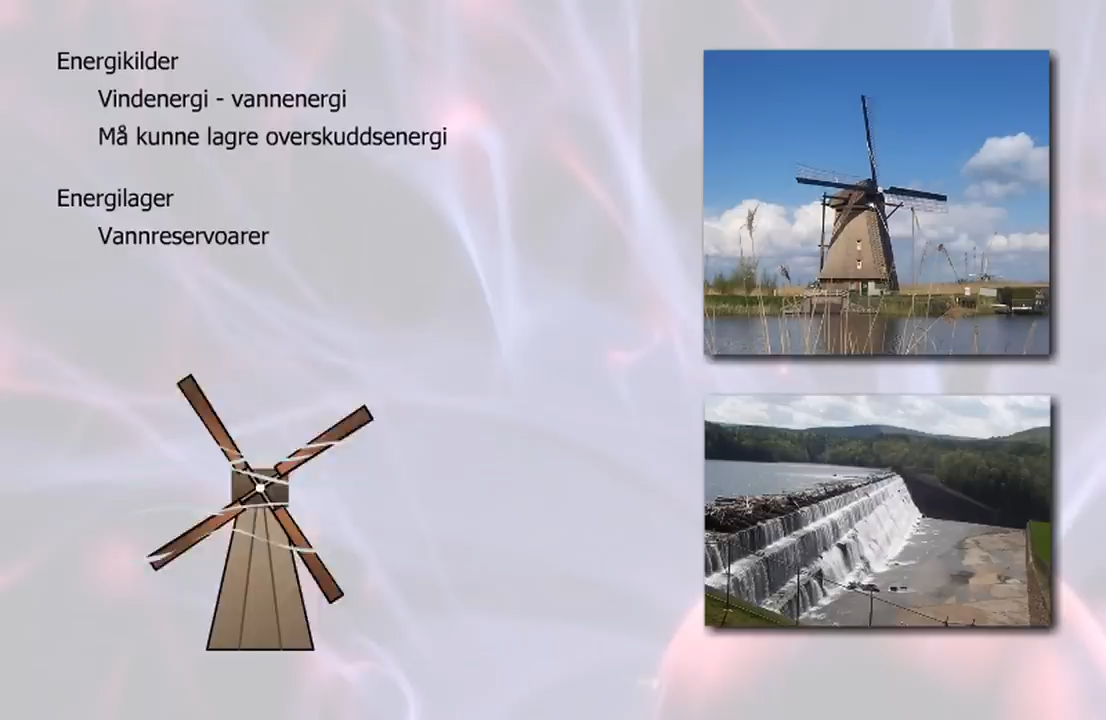 Energikilder
Vindenergi - vannenergi
Må kunne lagre overskuddsenergi
Energilager
Vannreservoarer